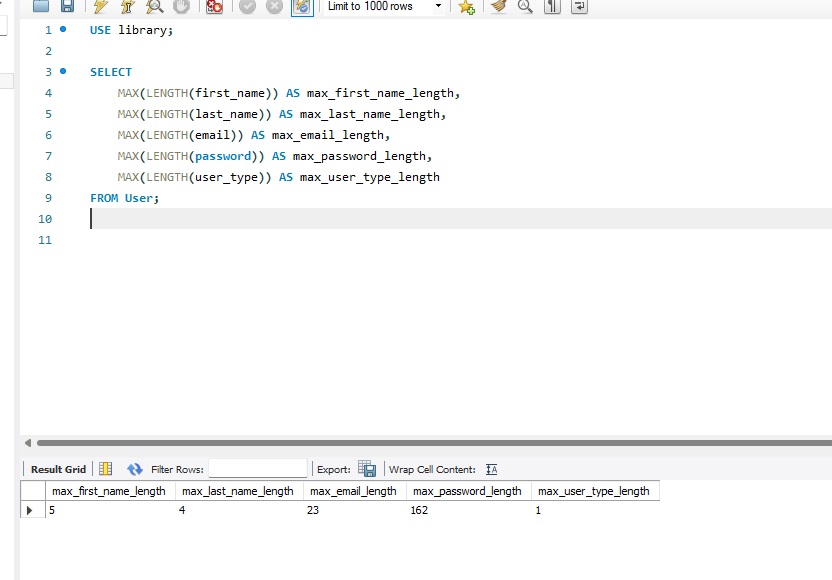 Limit to 1000 rows
1 USE library;
2
3 SELECT
4 MAX(LENGTH(first_name)) AS max_first_name_length,
5 MAX(LENGTH(last_name)) AS max_last_name_length,
6 MAX(LENGTH(email)) AS max_email_length,
7 MAX(LENGTH(password)) AS max_password_length,
8 MAX(LENGTH(user_type)) AS max_user_type_length
9 FROM User;
10
11
Result Grid Filter Rows: Export: Wrap Cell Content:
max_first_name_length max_last_name_length max_email_length max_password_length max_user_type_length
5 4 23 162 1